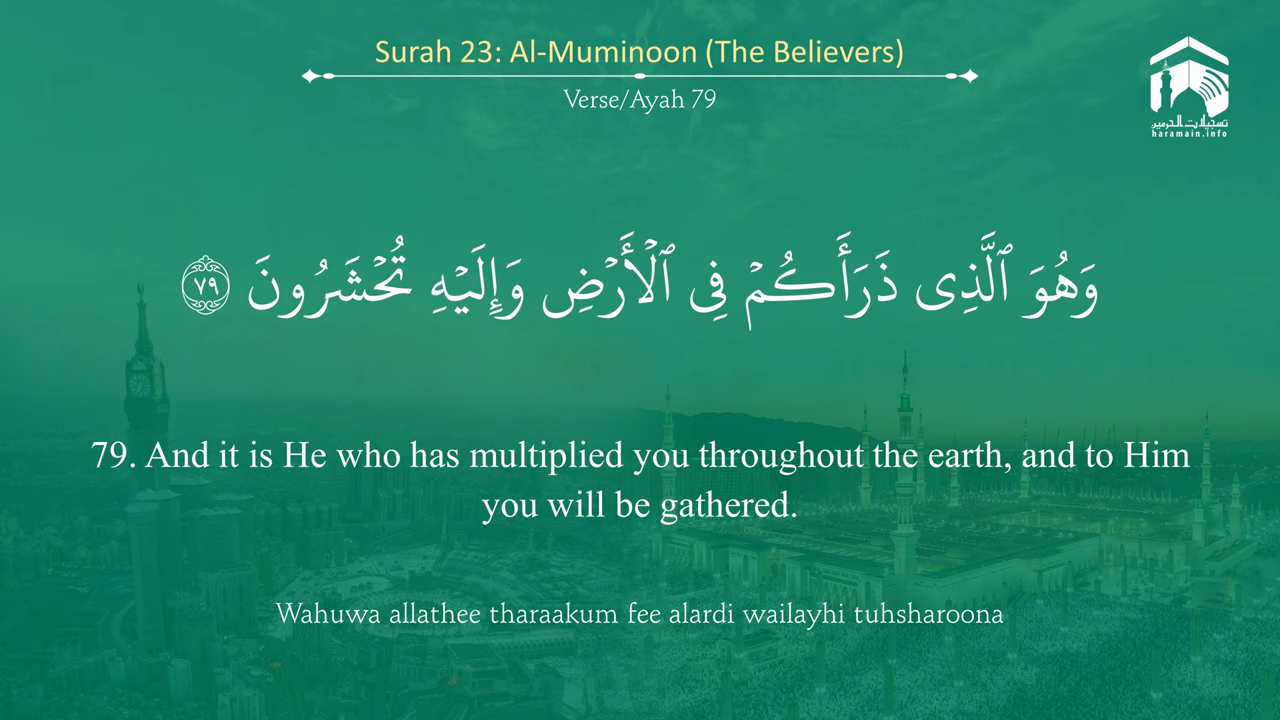 Surah 23: Al-Muminoon (The Believers)
Verse/Ayah 79
تسجيلات الحرمين
haramain.info
وَهُوَ ٱلَّذِى ذَرَأَكُمْ فِى ٱلْأَرْضِ وَإِلَيْهِ تُحْشَرُونَ ٧٩
79. And it is He who has multiplied you throughout the earth, and to Him
you will be gathered.
Wahuwa allathee tharaakum fee alardi wailayhi tuhsharoona